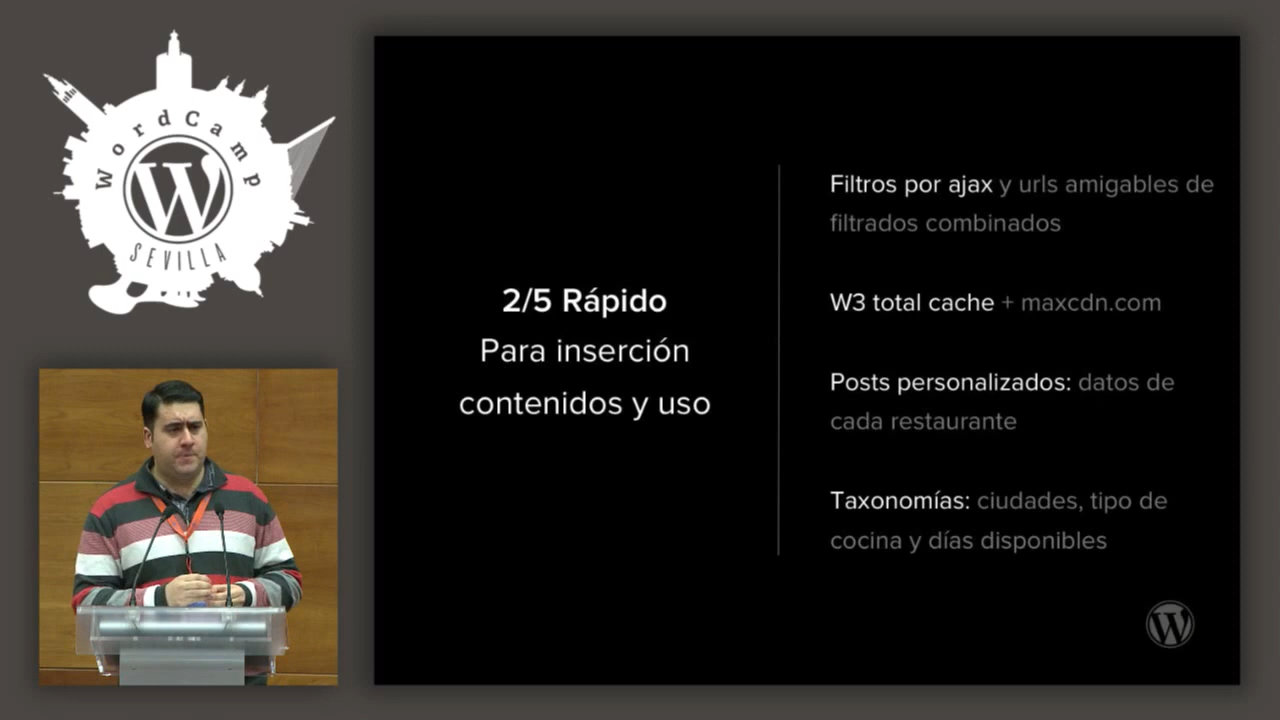 WordCamp
SEVILLA
2/5 Rápido
Para inserción
contenidos y uso
Filtros por ajax y urls amigables de
filtrados combinados
W3 total cache + maxcdn.com
Posts personalizados: datos de
cada restaurante
Taxonomías: ciudades, tipo de
cocina y días disponibles